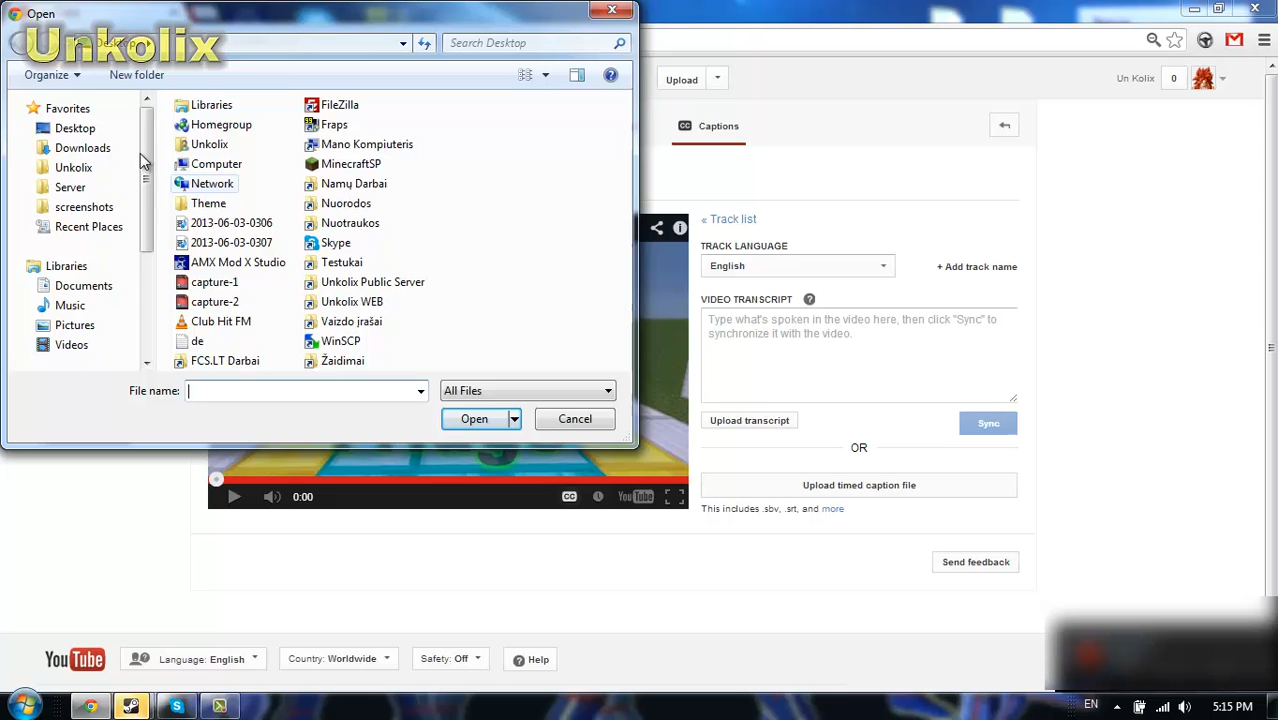 Open
Unkolix
Desktop
Search Desktop
Organize
New folder
Favorites
Desktop
Downloads
Unkolix
Server
screenshots
Recent Places
Libraries
Documents
Music
Pictures
Videos
Libraries
Homegroup
Unkolix
Computer
Network
Theme
2013-06-03-0306
2013-06-03-0307
AMX Mod X Studio
capture-1
capture-2
Club Hit FM
de
FCS.LT Darbai
FileZilla
Fraps
Mano Kompiuteris
MinecraftSP
Namų Darbai
Nuorodos
Nuotraukos
Skype
Testukai
Unkolix Public Server
Unkolix WEB
Vaizdo įrašai
WinSCP
Žaidimai
File name:
All Files
Open
Cancel
Upload
Un Kolix
0
CC Captions
« Track list
TRACK LANGUAGE
English
+ Add track name
VIDEO TRANSCRIPT ?
Type what's spoken in the video here, then click "Sync" to
synchronize it with the video.
Upload transcript
Sync
OR
Upload timed caption file
This includes .sbv, .srt, and more
0:00
CC
YouTube
Send feedback
YouTube
Language: English
Country: Worldwide
Safety: Off
Help
EN
5:15 PM